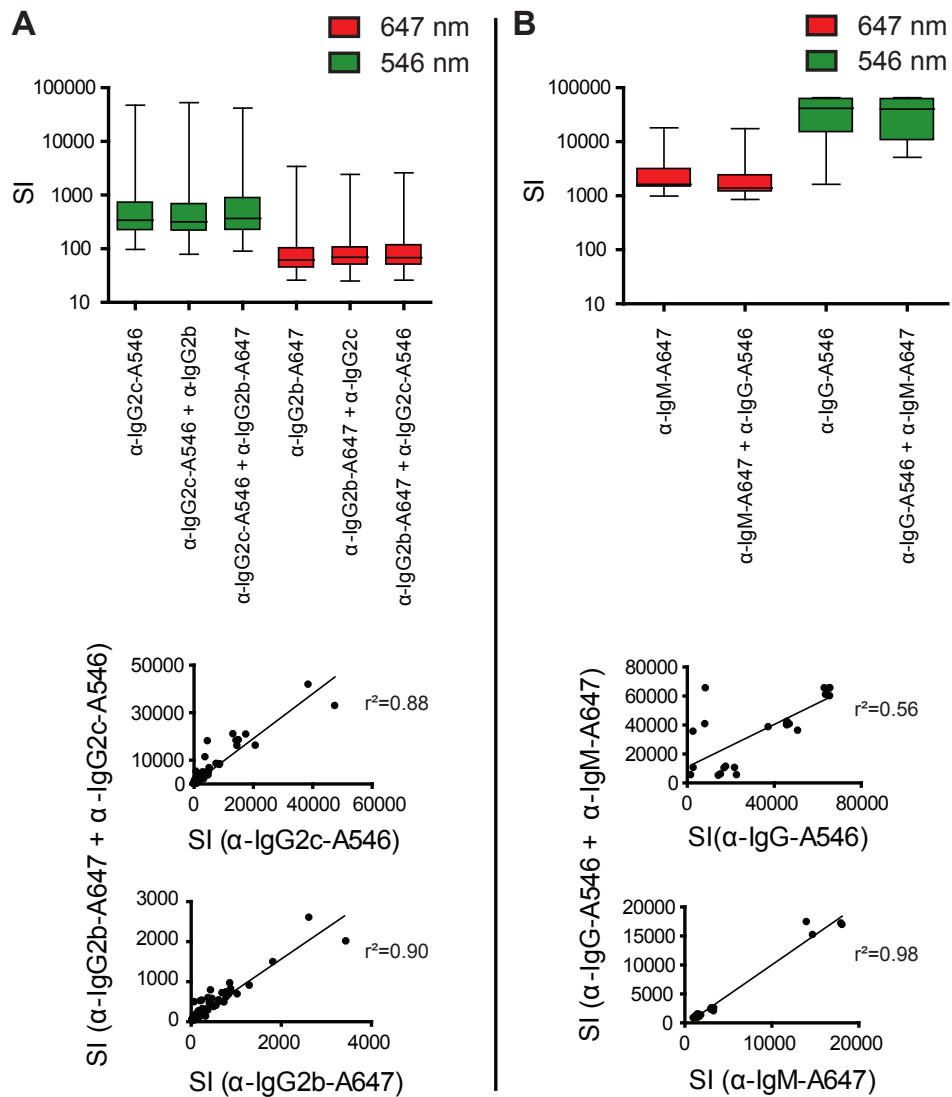 A
647 nm
546 nm
SI
100000
10000
1000
100
10
α-IgG2c-A546
α-IgG2c-A546 + α-IgG2b
α-IgG2c-A546 + α-IgG2b-A647
α-IgG2b-A647
α-IgG2b-A647 + α-IgG2c
α-IgG2b-A647 + α-IgG2c-A546
SI (α-IgG2b-A647 + α-IgG2c-A546)
50000
40000
30000
20000
10000
0
r²=0.88
0 20000 40000 60000
SI (α-IgG2c-A546)
3000
2000
1000
0
r²=0.90
0 2000 4000
SI (α-IgG2b-A647)
B
647 nm
546 nm
SI
100000
10000
1000
100
10
α-IgM-A647
α-IgM-A647 + α-IgG-A546
α-IgG-A546
α-IgG-A546 + α-IgM-A647
SI (α-IgG-A546 + α-IgM-A647)
80000
60000
40000
20000
0
r²=0.56
0 40000 80000
SI(α-IgG-A546)
20000
15000
10000
5000
0
r²=0.98
0 10000 20000
SI (α-IgM-A647)